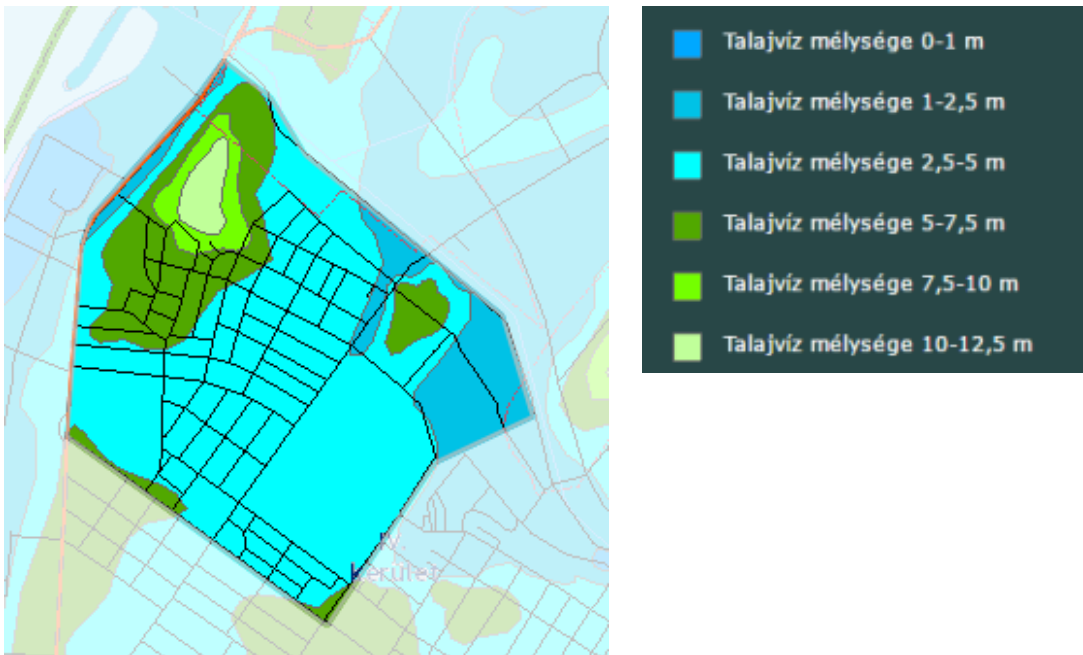 Talajvíz mélysége 0-1 m
Talajvíz mélysége 1-2,5 m
Talajvíz mélysége 2,5-5 m
Talajvíz mélysége 5-7,5 m
Talajvíz mélysége 7,5-10 m
Talajvíz mélysége 10-12,5 m
IV.
kerület